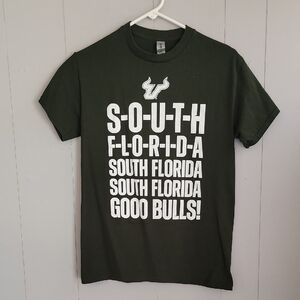 S-O-U-T-H
F-L-O-R-I-D-A
SOUTH FLORIDA
SOUTH FLORIDA
GOOO BULLS!